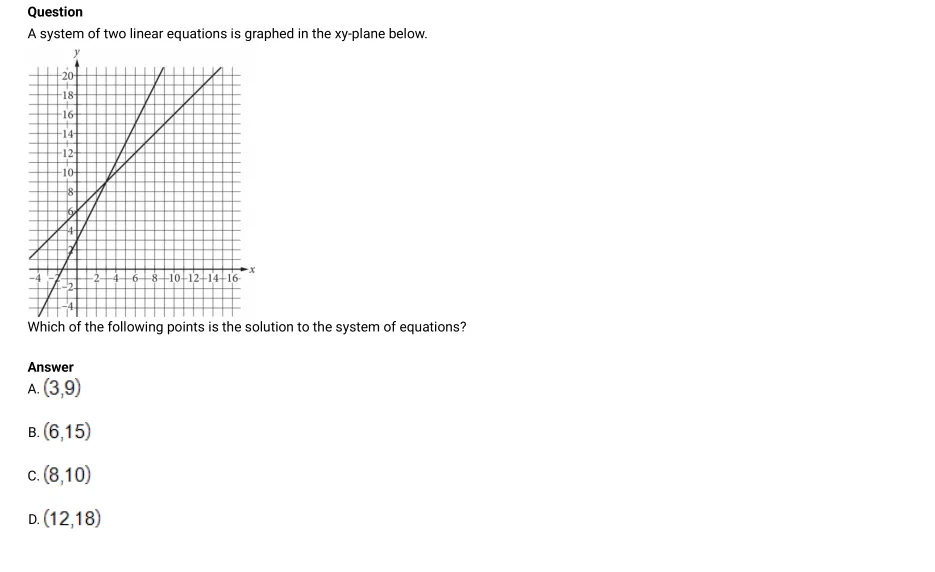 Question
A system of two linear equations is graphed in the xy-plane below.
y
20
18
16
14
12
10
8
6
4
2
-4 -2 2 4 6 8 10 12 14 16 x
-2
-4
Which of the following points is the solution to the system of equations?
Answer
A. (3,9)
B. (6,15)
C. (8,10)
D. (12,18)